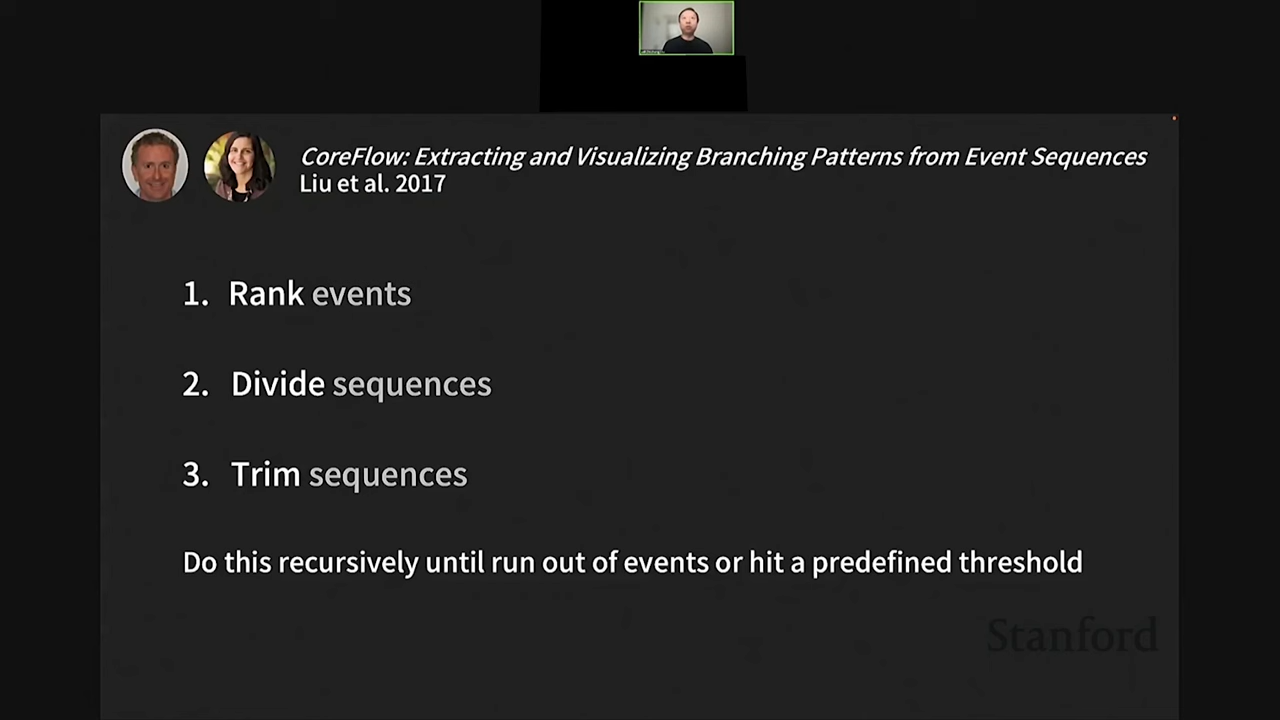 CoreFlow: Extracting and Visualizing Branching Patterns from Event Sequences
Liu et al. 2017
1. Rank events
2. Divide sequences
3. Trim sequences
Do this recursively until run out of events or hit a predefined threshold
Stanford